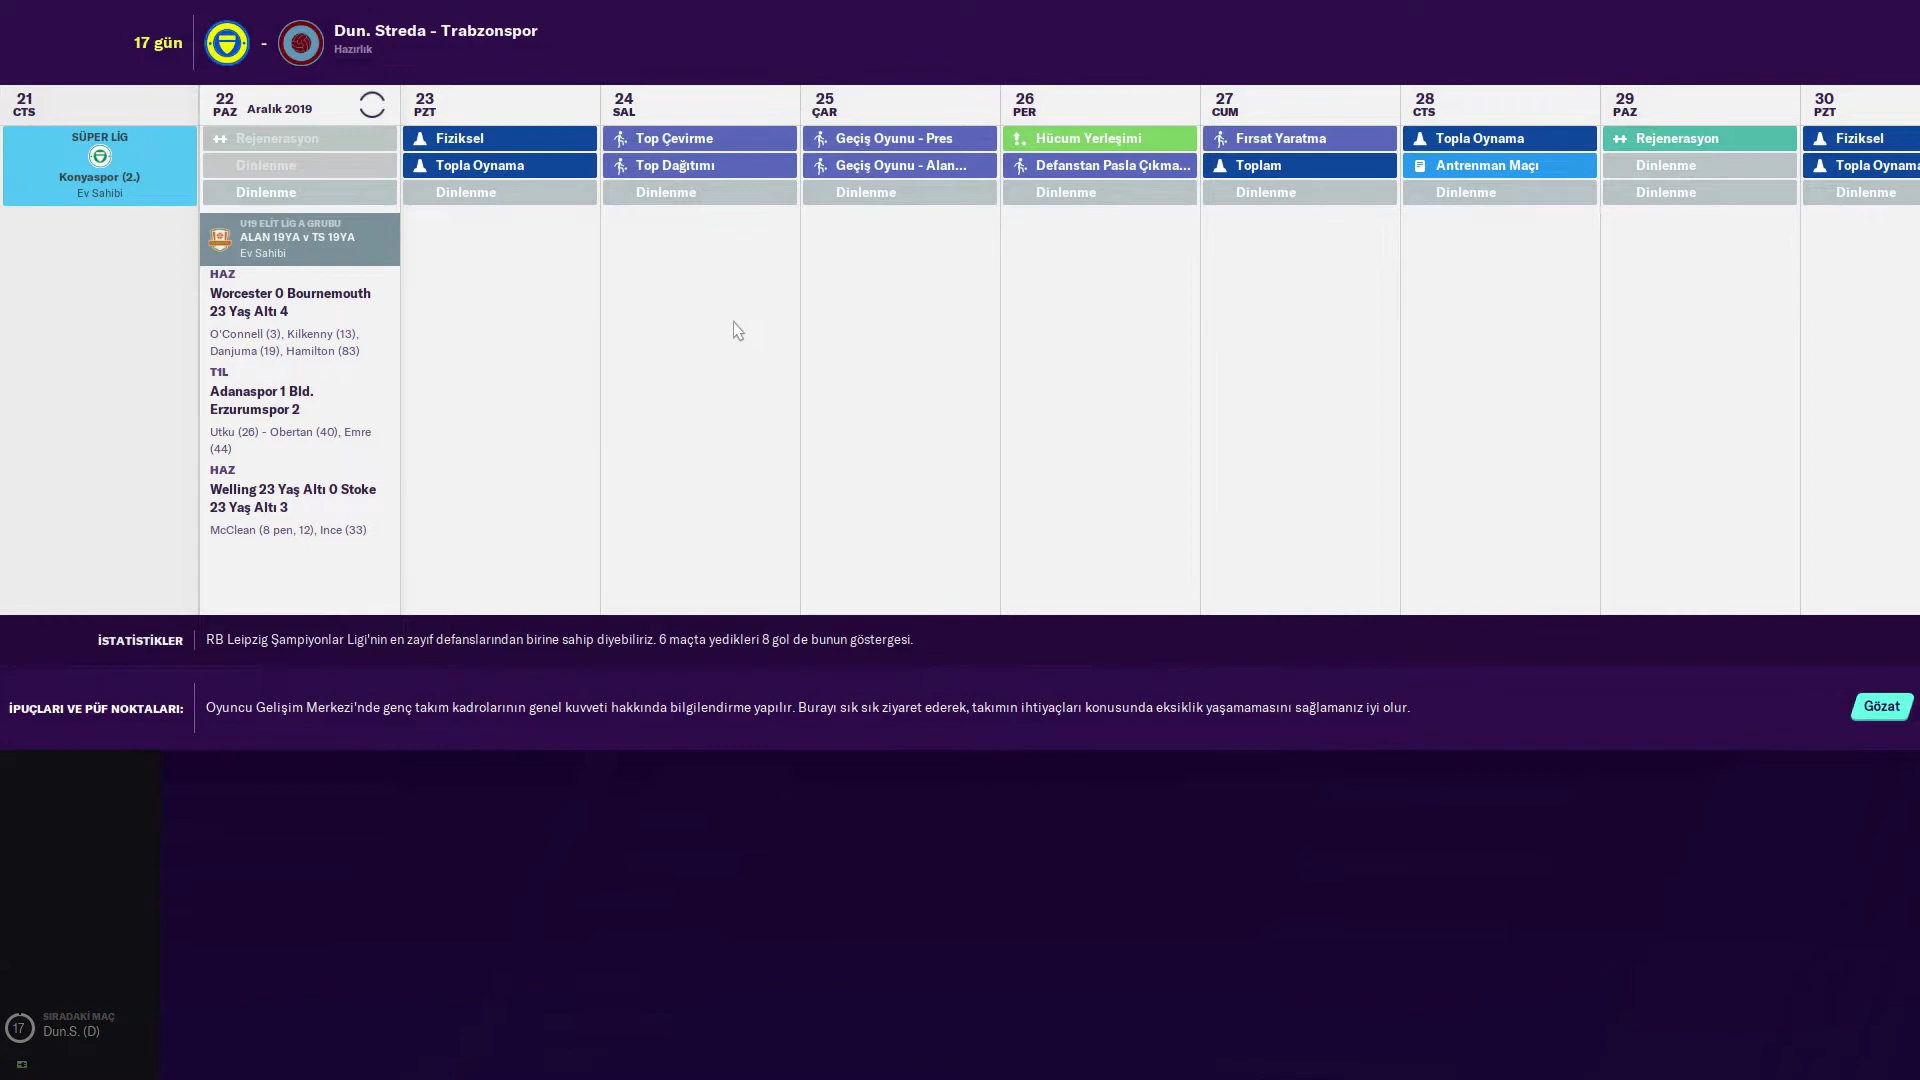 17 gün
-
Dun. Streda - Trabzonspor
Hazırlık
21
CTS
22
PAZ
Aralık 2019
23
PZT
24
SAL
25
ÇAR
26
PER
27
CUM
28
CTS
29
PAZ
30
PZT
SÜPER LİG
Konyaspor (2.)
Ev Sahibi
Rejenerasyon
Dinlenme
Dinlenme
Fiziksel
Topla Oynama
Dinlenme
Top Çevirme
Top Dağıtımı
Dinlenme
Geçiş Oyunu - Pres
Geçiş Oyunu - Alan...
Dinlenme
Hücum Yerleşimi
Defanstan Pasla Çıkma...
Dinlenme
Fırsat Yaratma
Toplam
Dinlenme
Topla Oynama
Antrenman Maçı
Dinlenme
Rejenerasyon
Dinlenme
Dinlenme
Fiziksel
Topla Oynama
Dinlenme
U19 ELİT LİG A GRUBU
ALAN 19YA v TS 19YA
Ev Sahibi
HAZ
Worcester 0 Bournemouth
23 Yaş Altı 4
O'Connell (3), Kilkenny (13),
Danjuma (19), Hamilton (83)
T1L
Adanaspor 1 Bld.
Erzurumspor 2
Utku (26) - Obertan (40), Emre
(44)
HAZ
Welling 23 Yaş Altı 0 Stoke
23 Yaş Altı 3
McClean (8 pen, 12), Ince (33)
İSTATİSTİKLER
RB Leipzig Şampiyonlar Ligi'nin en zayıf defanslarından birine sahip diyebiliriz. 6 maçta yedikleri 8 gol de bunun göstergesi.
İPUÇLARI VE PÜF NOKTALARI:
Oyuncu Gelişim Merkezi'nde genç takım kadrolarının genel kuvveti hakkında bilgilendirme yapılır. Burayı sık sık ziyaret ederek, takımın ihtiyaçları konusunda eksiklik yaşamamasını sağlamanız iyi olur.
Gözat
17
SIRADAKİ MAÇ
Dun.S. (D)